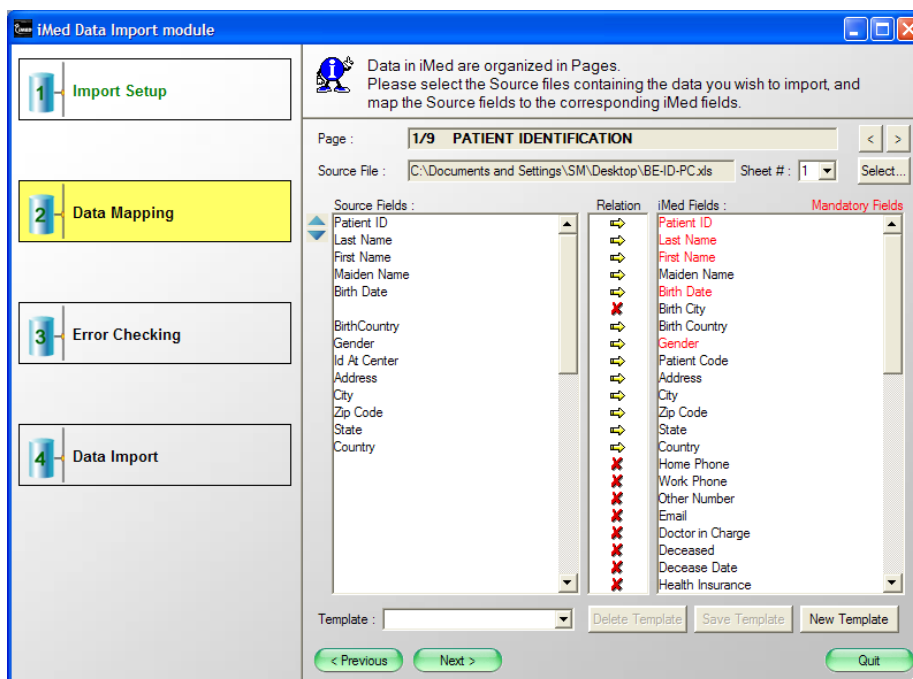 iMed Data Import module
1 Import Setup
2 Data Mapping
3 Error Checking
4 Data Import
Data in iMed are organized in Pages.
Please select the Source files containing the data you wish to import, and
map the Source fields to the corresponding iMed fields.
Page : 1/9 PATIENT IDENTIFICATION < >
Source File : C:\Documents and Settings\SM\Desktop\BE-ID-PC.xls Sheet # : 1 Select...
Source Fields : Relation iMed Fields : Mandatory Fields
Patient ID Patient ID
Last Name Last Name
First Name First Name
Maiden Name Maiden Name
Birth Date Birth Date
Birth City
BirthCountry Birth Country
Gender Gender
Id At Center Patient Code
Address Address
City City
Zip Code Zip Code
State State
Country Country
Home Phone
Work Phone
Other Number
Email
Doctor in Charge
Deceased
Decease Date
Health Insurance
Template : Delete Template Save Template New Template
< Previous Next > Quit